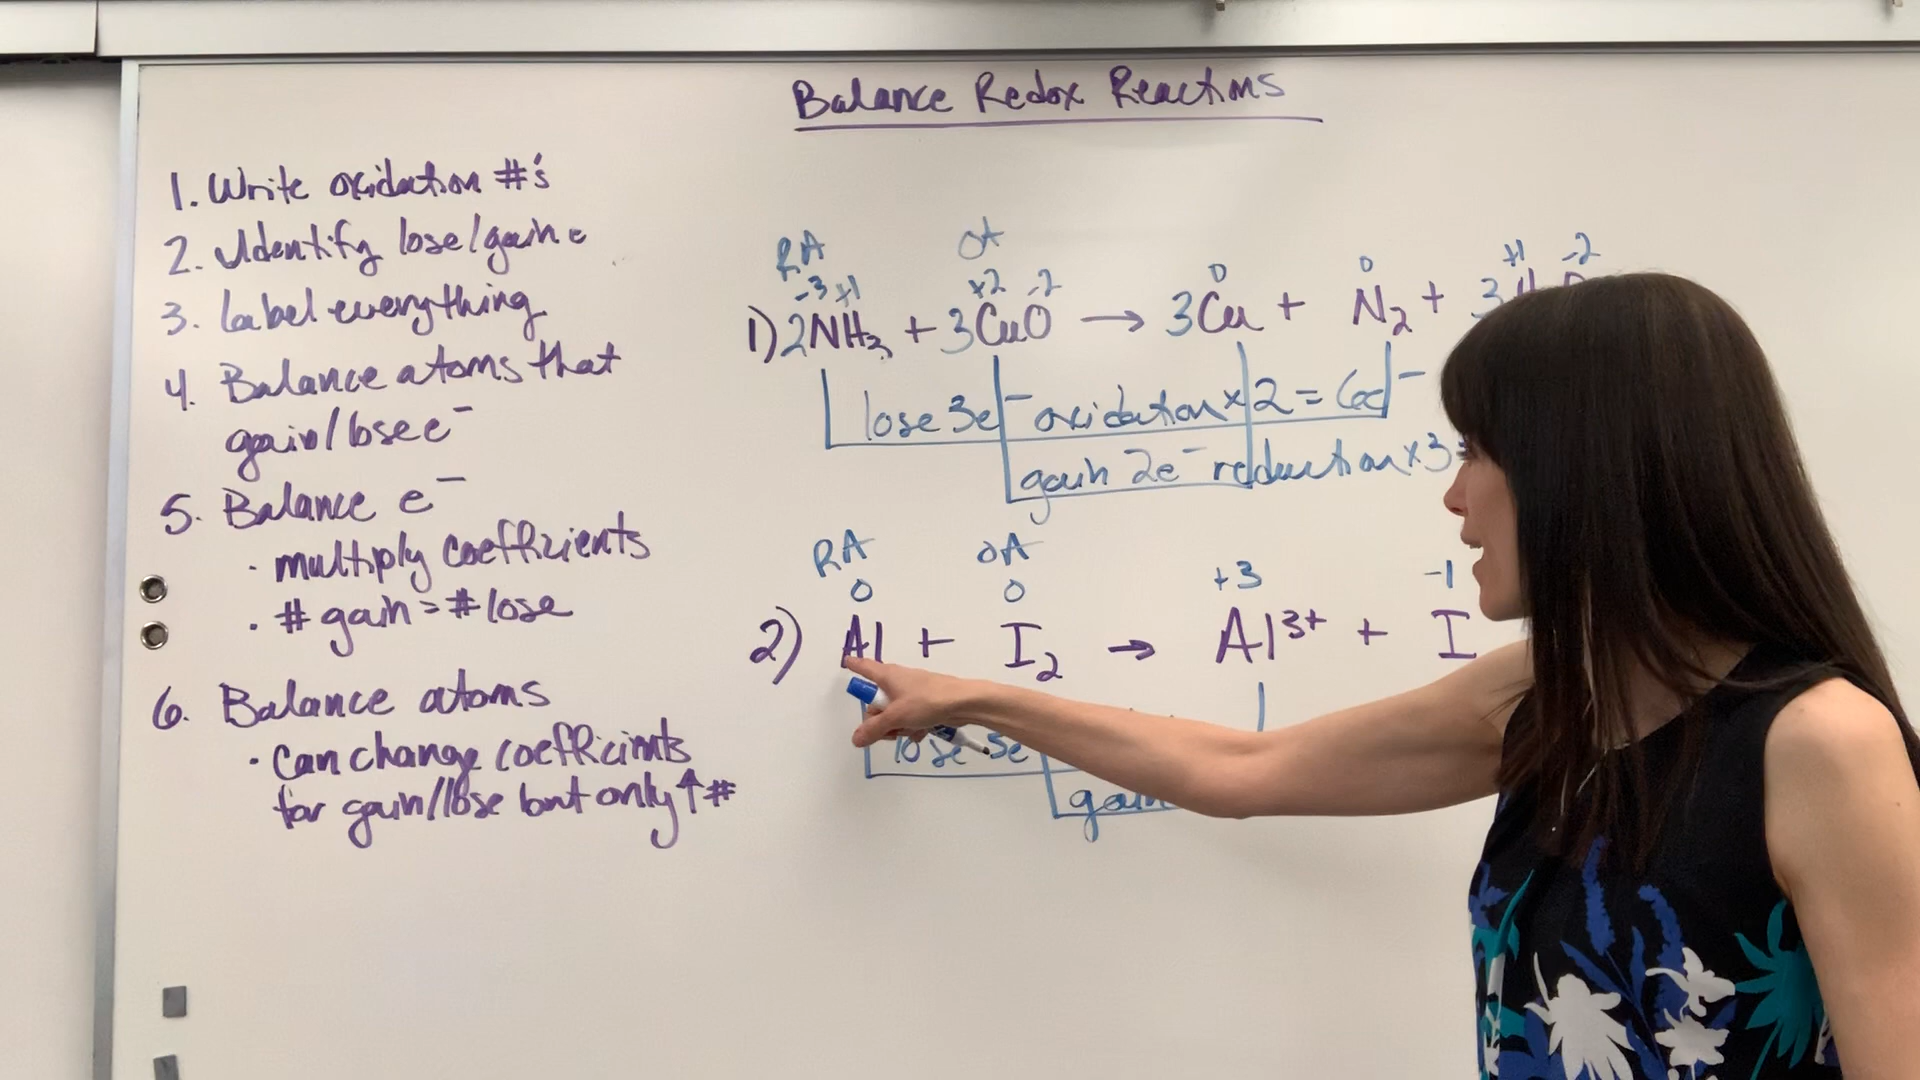 Balance Redox Reactions
1. Write oxidation #'s
2. Identify lose/gain e
3. Label everything
4. Balance atoms that
gain/lose e⁻
5. Balance e⁻
· multiply coefficients
· # gain = # lose
6. Balance atoms
· can change coefficients
for gain/lose but only ↑ #
RA OA
-3 +1 +2 -2 0 0 +1 -2
1) 2NH₃ + 3CuO → 3Cu + N₂ + 3
lose 3e⁻ oxidation x 2 = 6e⁻
gain 2e⁻ reduction x 3
RA OA
0 0 +3 -1
2) Al + I₂ → Al³⁺ + I
lose 3e
gain